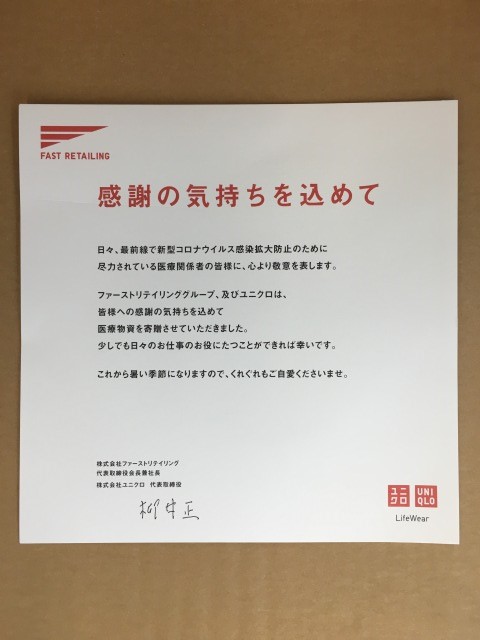 FAST RETAILING
感謝の気持ちを込めて
日々、最前線で新型コロナウイルス感染拡大防止のために
尽力されている医療関係者の皆様に、心より敬意を表します。
ファーストリテイリンググループ、及びユニクロは、
皆様への感謝の気持ちを込めて
医療物資を寄贈させていただきました。
少しでも日々のお仕事のお役にたつことができれば幸いです。
これから暑い季節になりますので、くれぐれもご自愛くださいませ。
株式会社ファーストリテイリング
代表取締役会長兼社長
株式会社ユニクロ 代表取締役
柳井正
ユニ UNI
クロ QLO
LifeWear